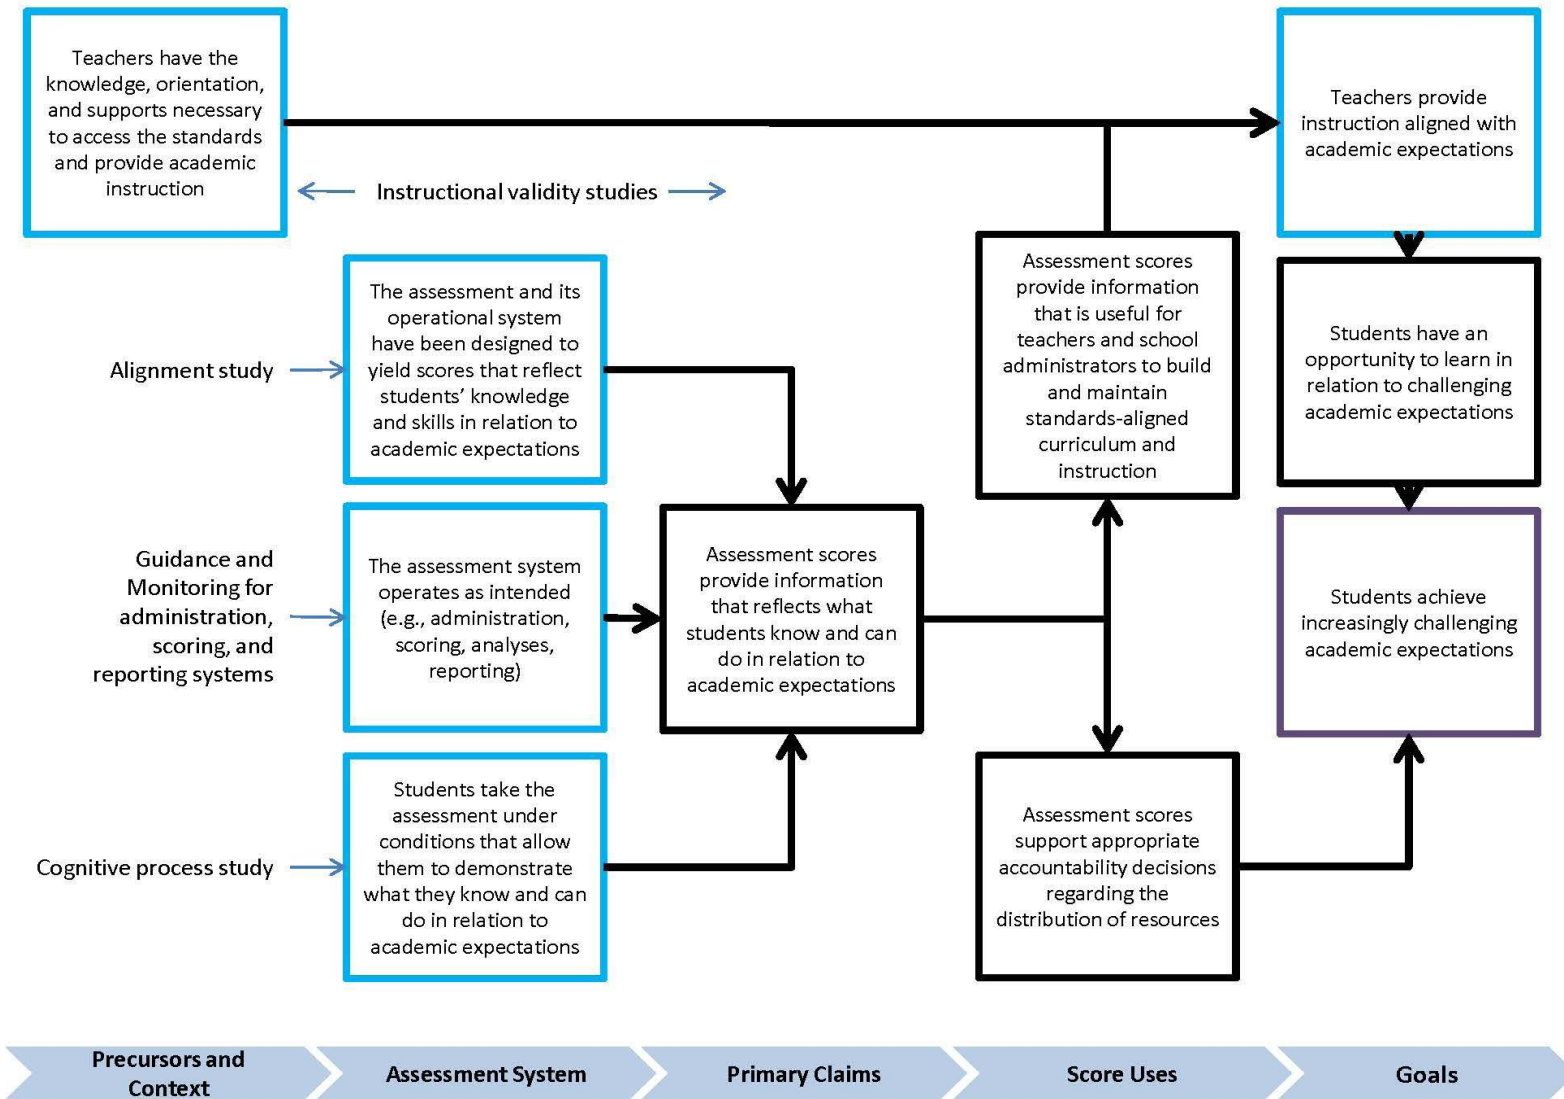 Teachers have the
knowledge, orientation,
and supports necessary
to access the standards
and provide academic
instruction
Teachers provide
instruction aligned with
academic expectations
Instructional validity studies
Alignment study
The assessment and its
operational system
have been designed to
yield scores that reflect
students’ knowledge
and skills in relation to
academic expectations
Assessment scores
provide information
that is useful for
teachers and school
administrators to build
and maintain
standards-aligned
curriculum and
instruction
Students have an
opportunity to learn in
relation to challenging
academic expectations
Guidance and
Monitoring for
administration,
scoring, and
reporting systems
The assessment system
operates as intended
(e.g., administration,
scoring, analyses,
reporting)
Assessment scores
provide information
that reflects what
students know and can
do in relation to
academic expectations
Students achieve
increasingly challenging
academic expectations
Cognitive process study
Students take the
assessment under
conditions that allow
them to demonstrate
what they know and can
do in relation to
academic expectations
Assessment scores
support appropriate
accountability decisions
regarding the
distribution of resources
Precursors and
Context
Assessment System
Primary Claims
Score Uses
Goals